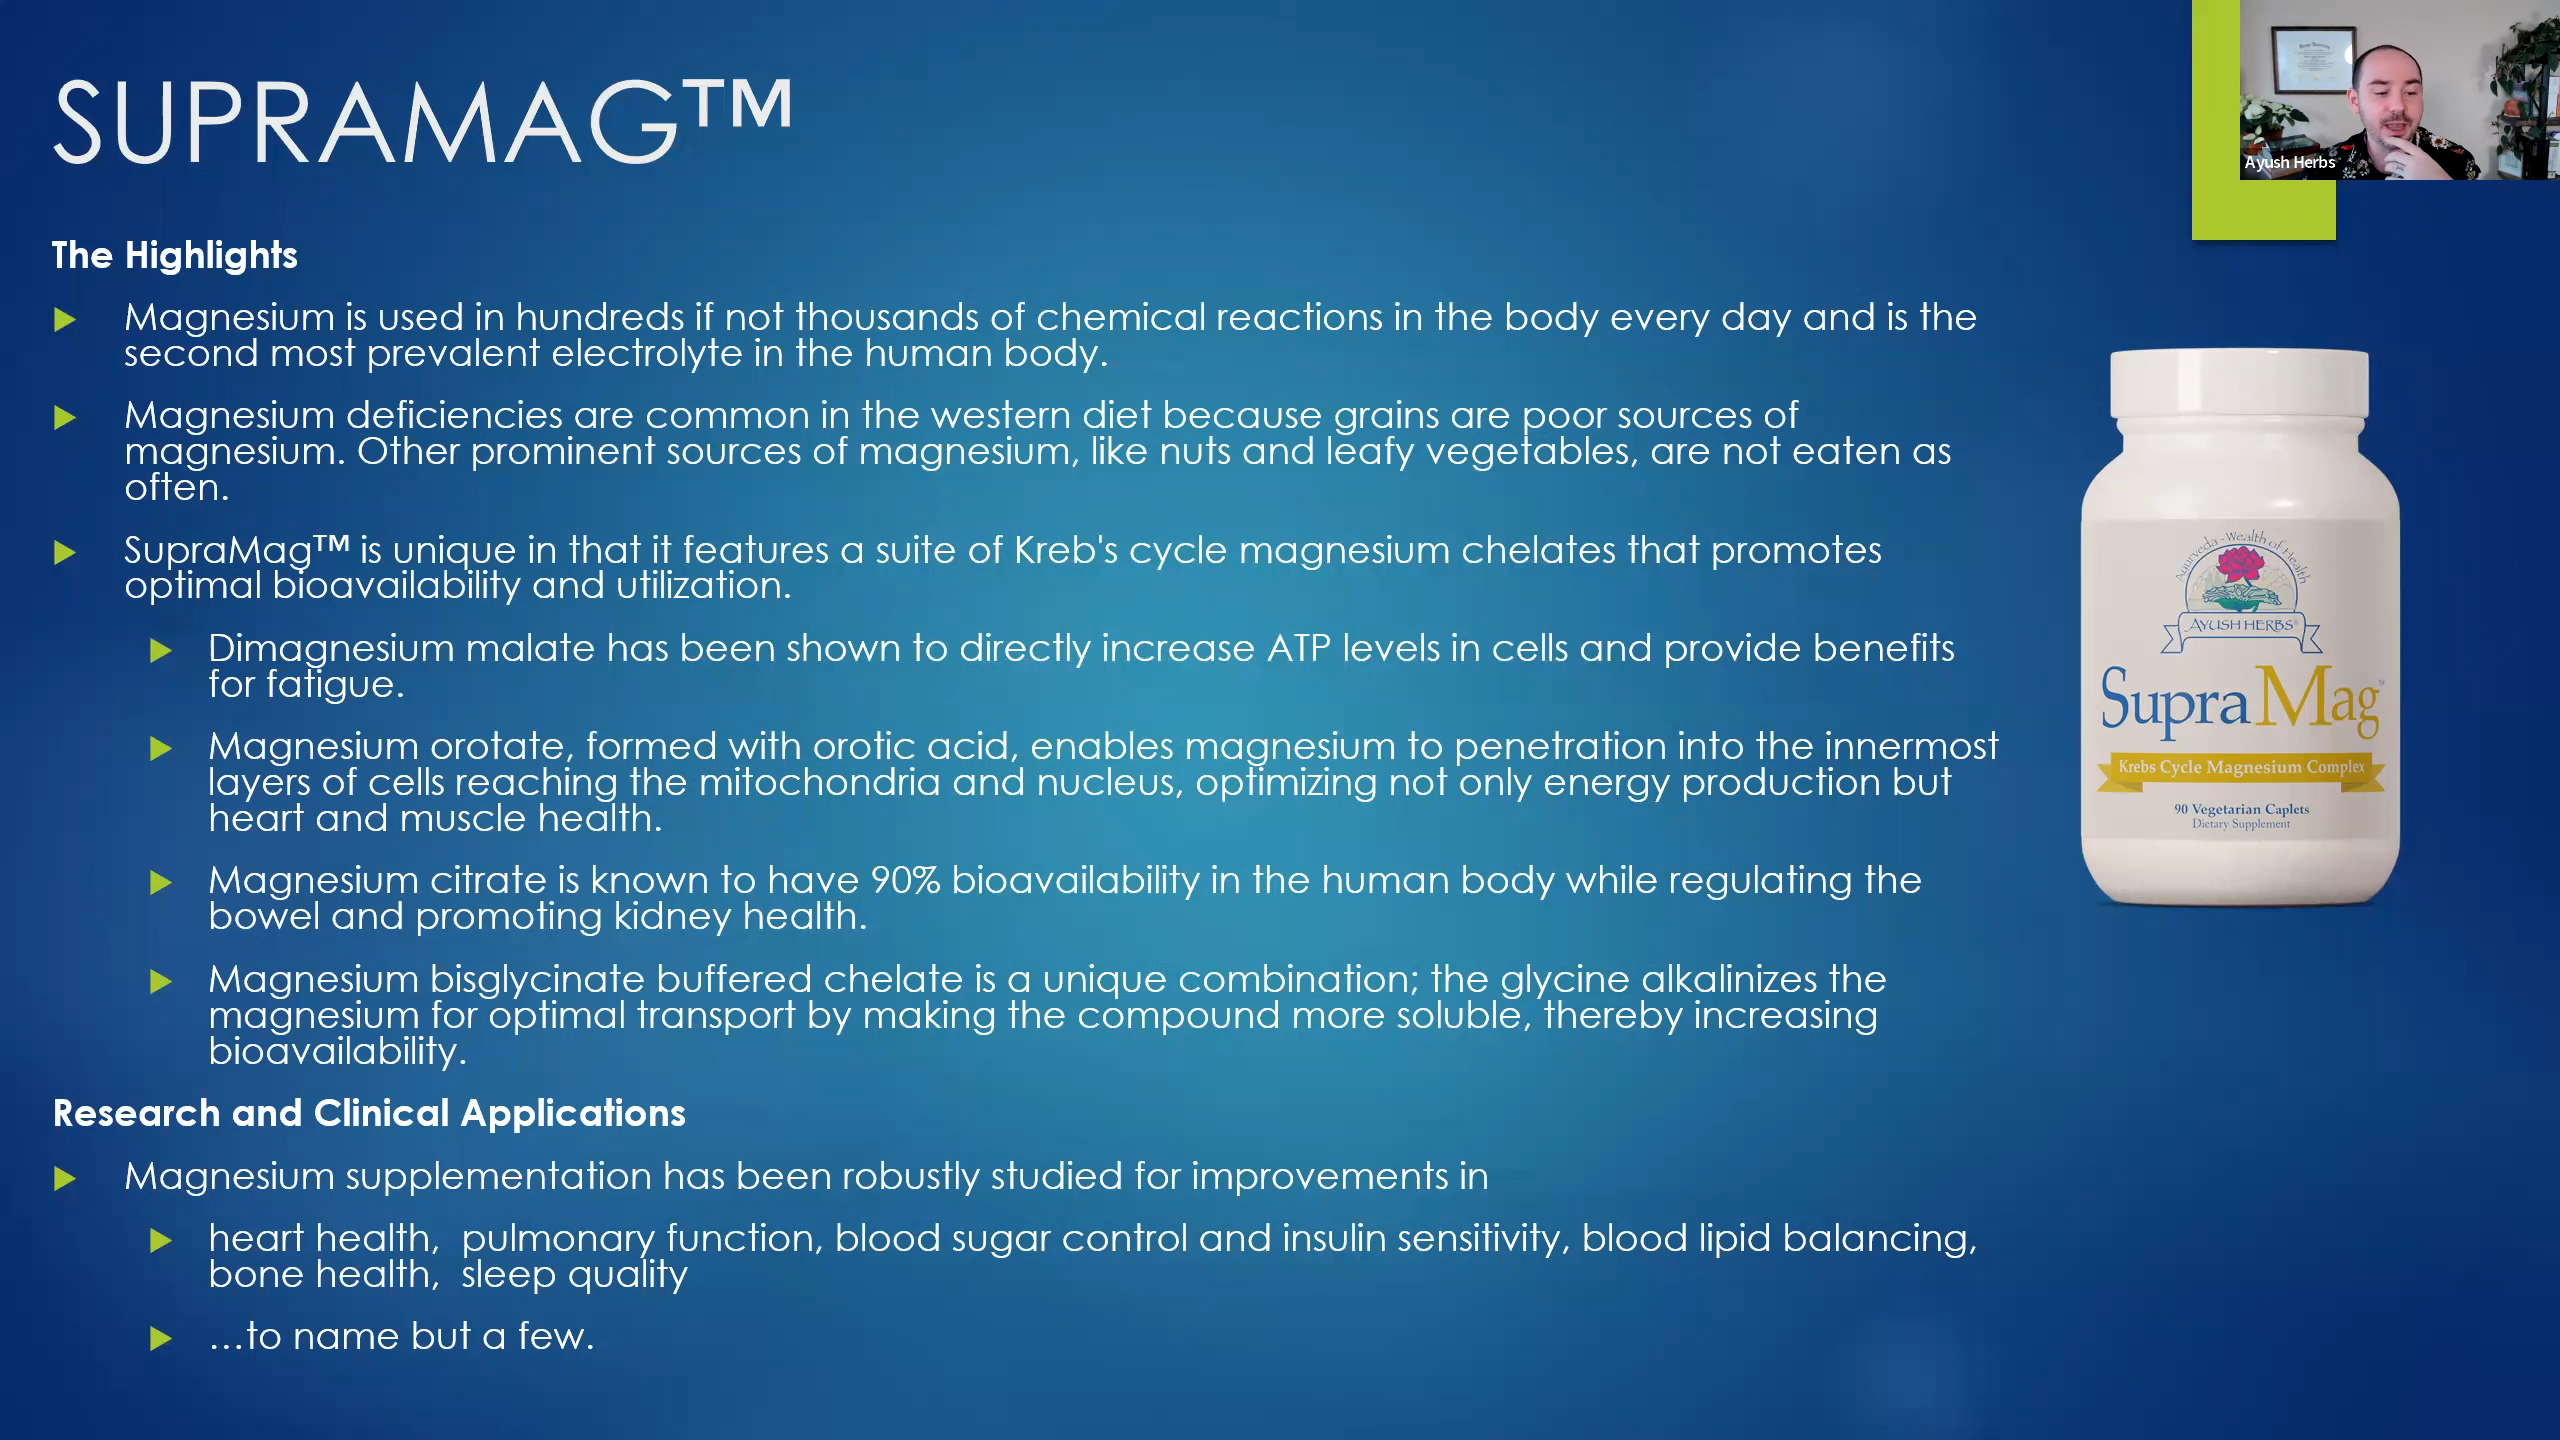 SUPRAMAG™
Ayush Herbs
The Highlights
Magnesium is used in hundreds if not thousands of chemical reactions in the body every day and is the
second most prevalent electrolyte in the human body.
Magnesium deficiencies are common in the western diet because grains are poor sources of
magnesium. Other prominent sources of magnesium, like nuts and leafy vegetables, are not eaten as
often.
SupraMag™ is unique in that it features a suite of Kreb's cycle magnesium chelates that promotes
optimal bioavailability and utilization.
Dimagnesium malate has been shown to directly increase ATP levels in cells and provide benefits
for fatigue.
Magnesium orotate, formed with orotic acid, enables magnesium to penetration into the innermost
layers of cells reaching the mitochondria and nucleus, optimizing not only energy production but
heart and muscle health.
Magnesium citrate is known to have 90% bioavailability in the human body while regulating the
bowel and promoting kidney health.
Magnesium bisglycinate buffered chelate is a unique combination; the glycine alkalinizes the
magnesium for optimal transport by making the compound more soluble, thereby increasing
bioavailability.
Research and Clinical Applications
Magnesium supplementation has been robustly studied for improvements in
heart health, pulmonary function, blood sugar control and insulin sensitivity, blood lipid balancing,
bone health, sleep quality
…to name but a few.
Ayurveda - Wealth of Health
AYUSH HERBS®
SupraMag™
Krebs Cycle Magnesium Complex
90 Vegetarian Caplets
Dietary Supplement